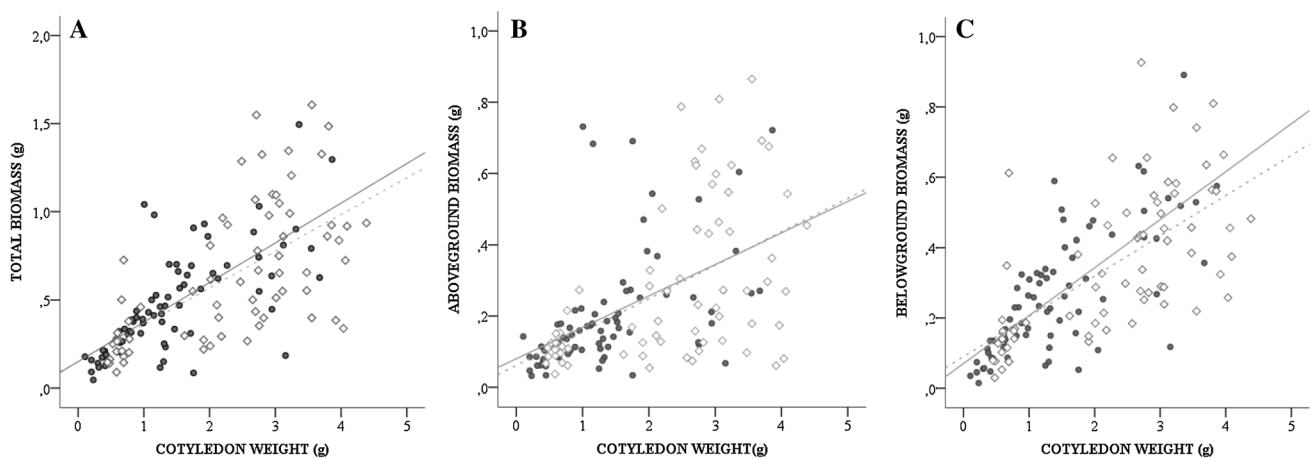 A
TOTAL BIOMASS (g)
2,0
1,5
1,0
,5
,0
0 1 2 3 4 5
COTYLEDON WEIGHT (g)
B
ABOVEGROUND BIOMASS (g)
1,0
,8
,6
,4
,2
,0
0 1 2 3 4 5
COTYLEDON WEIGHT(g)
C
BELOWGROUND BIOMASS (g)
1,0
,8
,6
,4
,2
,0
0 1 2 3 4 5
COTYLEDON WEIGHT (g)